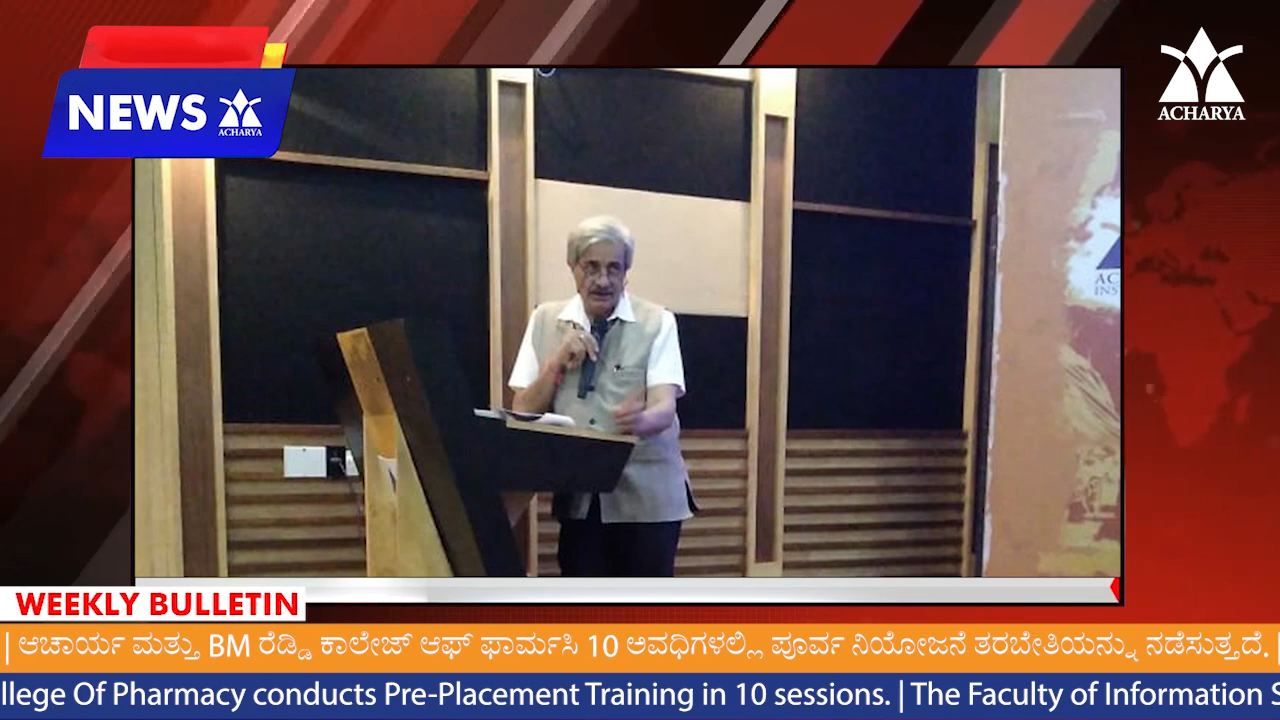 NEWS
ACHARYA
ACHARYA
WEEKLY BULLETIN
| ಆಚಾರ್ಯ ಮತ್ತು BM ರೆಡ್ಡಿ ಕಾಲೇಜ್ ಆಫ್ ಫಾರ್ಮಸಿ 10 ಅವಧಿಗಳಲ್ಲಿ ಪೂರ್ವ ನಿಯೋಜನೆ ತರಬೇತಿಯನ್ನು ನಡೆಸುತ್ತದೆ. |
llege Of Pharmacy conducts Pre-Placement Training in 10 sessions. | The Faculty of Information S